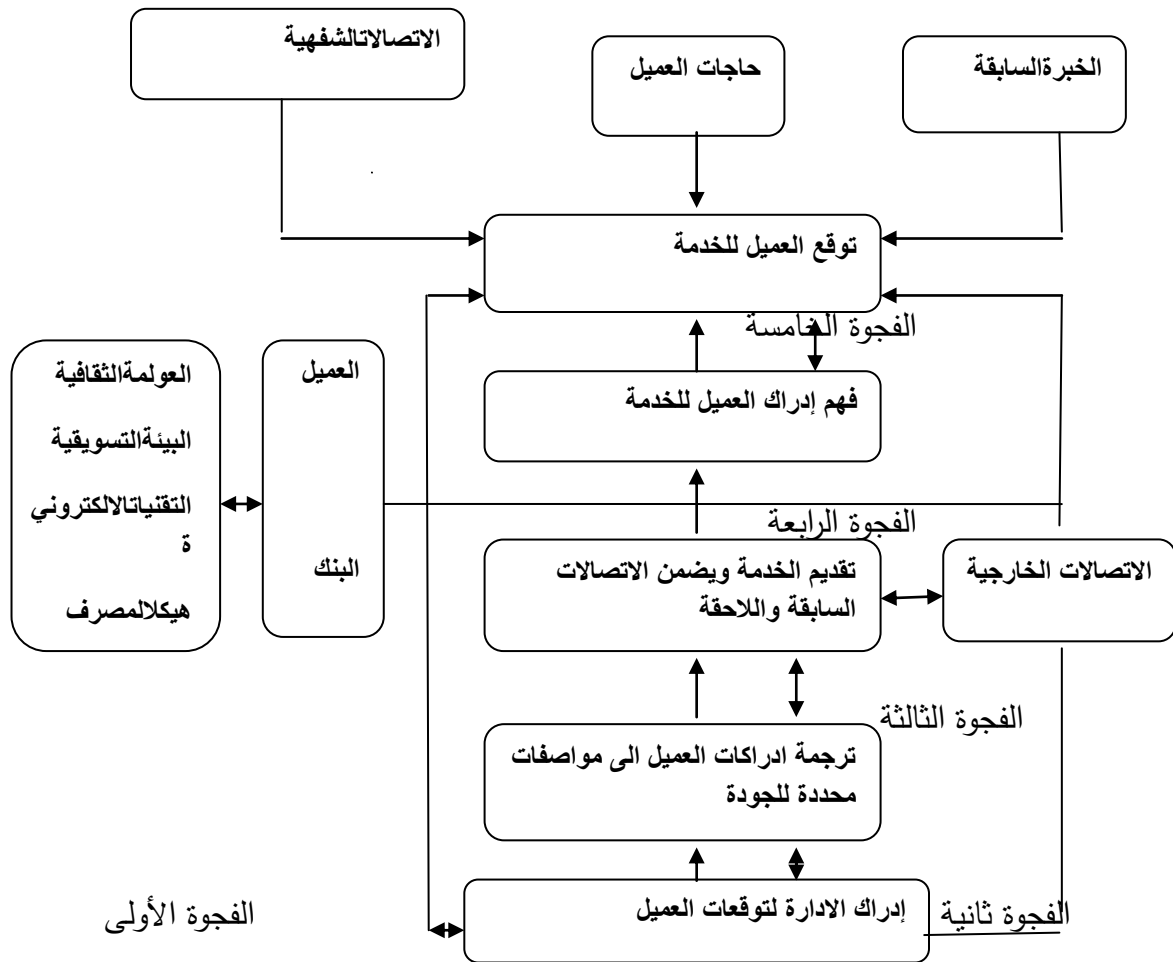 الاتصالاتالشفهية
حاجات العميل
الخبرةالسابقة
توقع العميل للخدمة
الفجوة الخامسة
العولمةالثقافية
البيئةالتسويقية
التقنياتالالكتروني
ة
هيكلالمصرف
العميل
البنك
فهم إدراك العميل للخدمة
الفجوة الرابعة
تقديم الخدمة ويضمن الاتصالات
السابقة واللاحقة
الاتصالات الخارجية
الفجوة الثالثة
ترجمة ادراكات العميل الى مواصفات
محددة للجودة
إدراك الادارة لتوقعات العميل
الفجوة ثانية
الفجوة الأولى